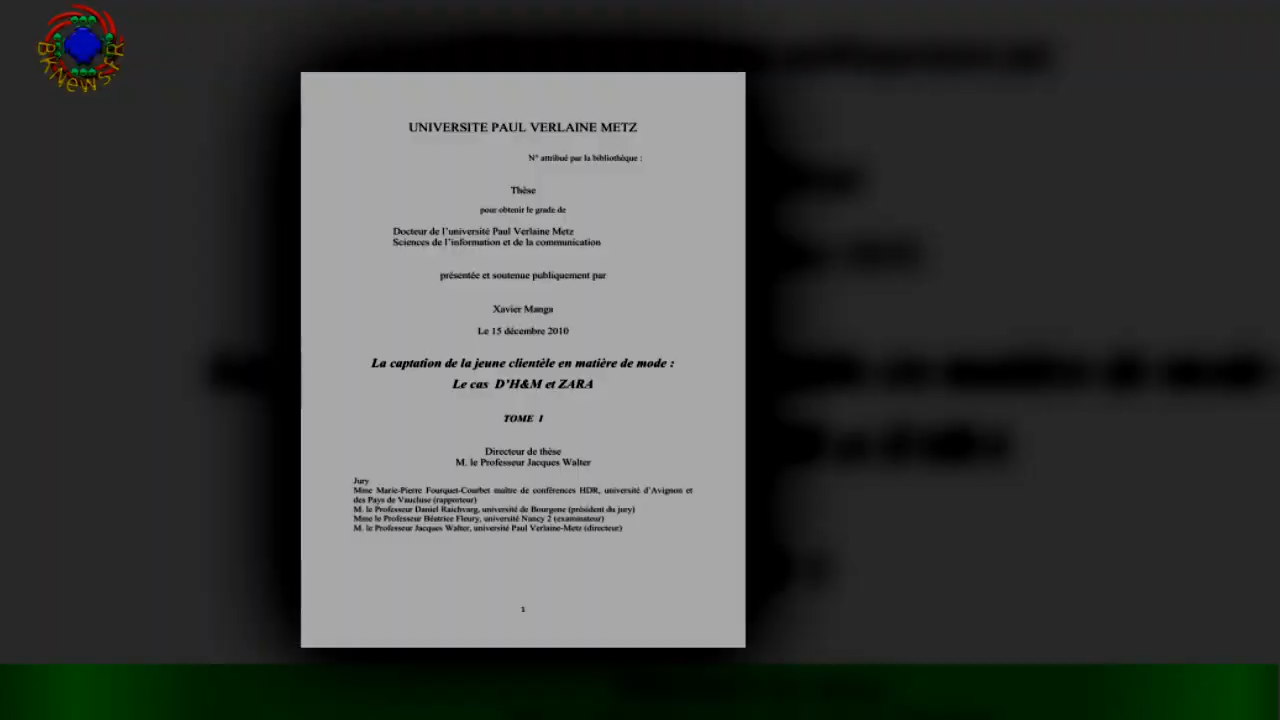 BKNews.FR
UNIVERSITE PAUL VERLAINE METZ
N° attribué par la bibliothèque :
Thèse
pour obtenir le grade de
Docteur de l'université Paul Verlaine Metz
Sciences de l'information et de la communication
présentée et soutenue publiquement par
Xavier Manga
Le 15 décembre 2010
La captation de la jeune clientèle en matière de mode :
Le cas D'H&M et ZARA
TOME I
Directeur de thèse
M. le Professeur Jacques Walter
Jury
Mme Marie-Pierre Fourquet-Courbet maître de conférences HDR, université d'Avignon et
des Pays de Vaucluse (rapporteur)
M. le Professeur Daniel Raichvarg, université de Bourgone (président du jury)
Mme le Professeur Béatrice Fleury, université Nancy 2 (examinateur)
M. le Professeur Jacques Walter, université Paul Verlaine-Metz (directeur)
1